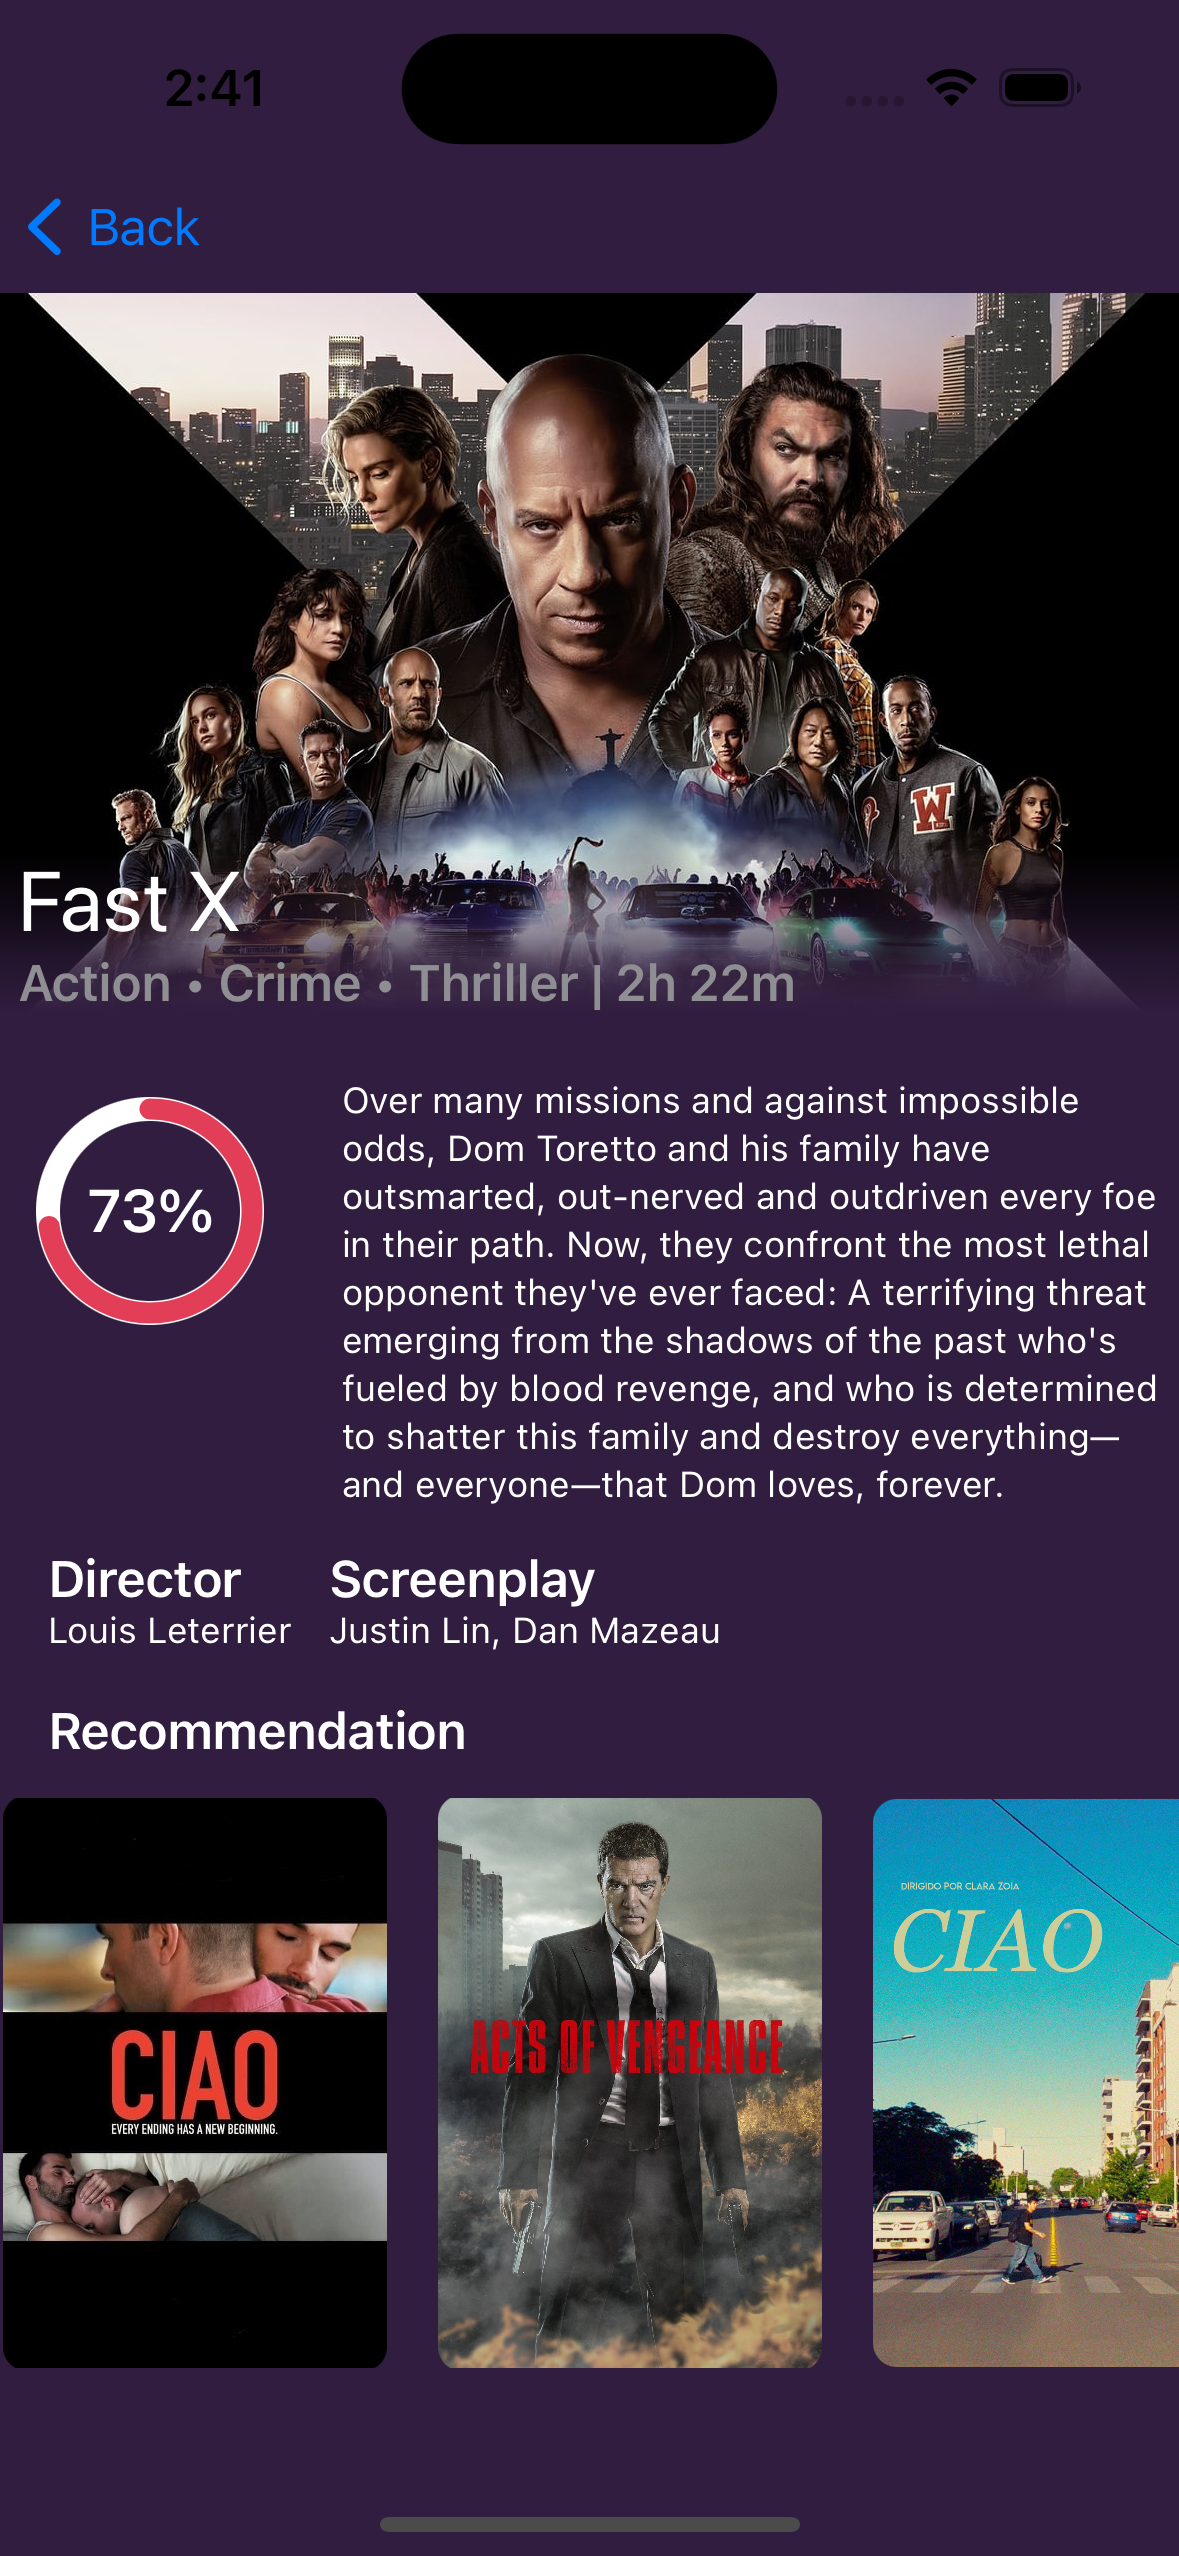 2:41
Back
W
Fast X
Action • Crime • Thriller | 2h 22m
73%
Over many missions and against impossible
odds, Dom Toretto and his family have
outsmarted, out-nerved and outdriven every foe
in their path. Now, they confront the most lethal
opponent they've ever faced: A terrifying threat
emerging from the shadows of the past who's
fueled by blood revenge, and who is determined
to shatter this family and destroy everything—
and everyone—that Dom loves, forever.
Director
Louis Leterrier
Screenplay
Justin Lin, Dan Mazeau
Recommendation
CIAO
EVERY ENDING HAS A NEW BEGINNING.
ACTS OF VENGEANCE
DIRIGIDO POR CLARA ZOIA
CIAO